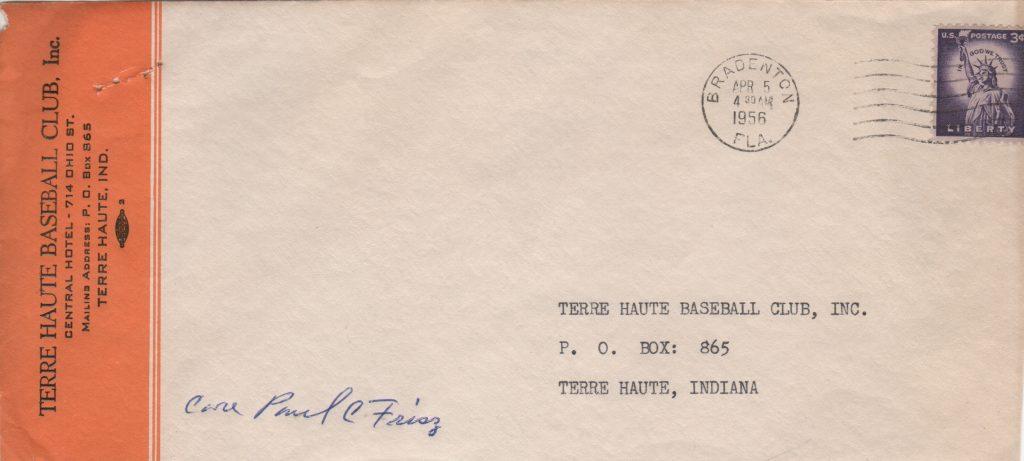 TERRE HAUTE BASEBALL CLUB, Inc.
CENTRAL HOTEL - 714 OHIO ST.
MAILING ADDRESS: P. O. BOX 865
TERRE HAUTE, IND.
2
BRADENTON
APR 5
4 30 AM
1956
FLA.
U.S. POSTAGE 3¢
IN GOD WE TRUST
LIBERTY
TERRE HAUTE BASEBALL CLUB, INC.
P. O. BOX: 865
TERRE HAUTE, INDIANA
Care Paul C Frisz